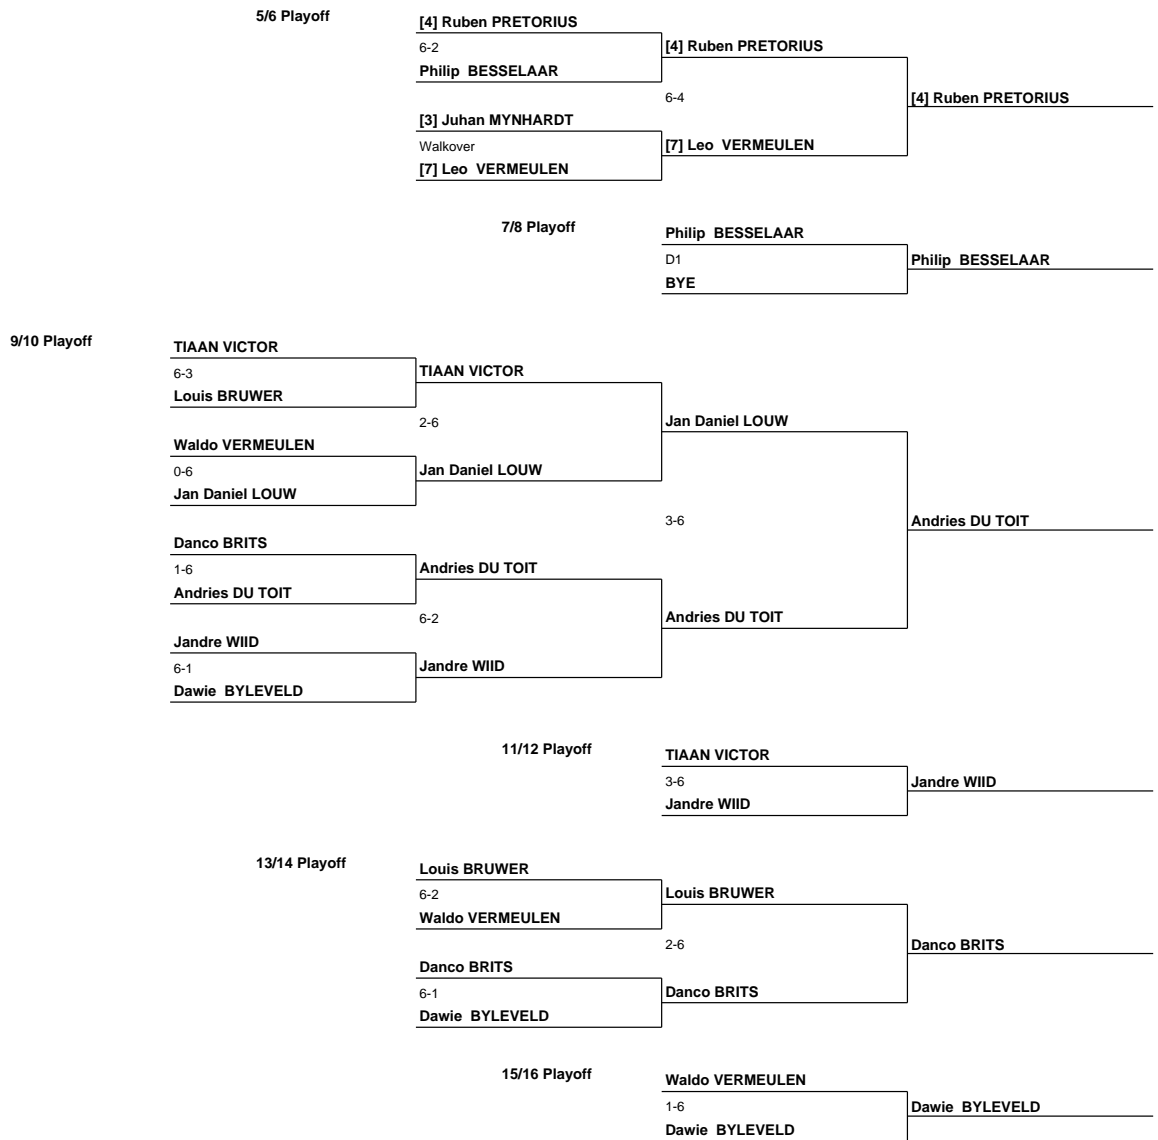 5/6 Playoff
[4] Ruben PRETORIUS
6-2
[4] Ruben PRETORIUS
Philip BESSELAAR
6-4
[4] Ruben PRETORIUS
[3] Juhan MYNHARDT
Walkover
[7] Leo VERMEULEN
[7] Leo VERMEULEN
7/8 Playoff
Philip BESSELAAR
D1
Philip BESSELAAR
BYE
9/10 Playoff
TIAAN VICTOR
6-3
TIAAN VICTOR
Louis BRUWER
2-6
Jan Daniel LOUW
Waldo VERMEULEN
0-6
Jan Daniel LOUW
Jan Daniel LOUW
3-6
Andries DU TOIT
Danco BRITS
1-6
Andries DU TOIT
Andries DU TOIT
6-2
Andries DU TOIT
Jandre WIID
6-1
Jandre WIID
Dawie BYLEVELD
11/12 Playoff
TIAAN VICTOR
3-6
Jandre WIID
Jandre WIID
13/14 Playoff
Louis BRUWER
6-2
Louis BRUWER
Waldo VERMEULEN
2-6
Danco BRITS
Danco BRITS
6-1
Danco BRITS
Dawie BYLEVELD
15/16 Playoff
Waldo VERMEULEN
1-6
Dawie BYLEVELD
Dawie BYLEVELD